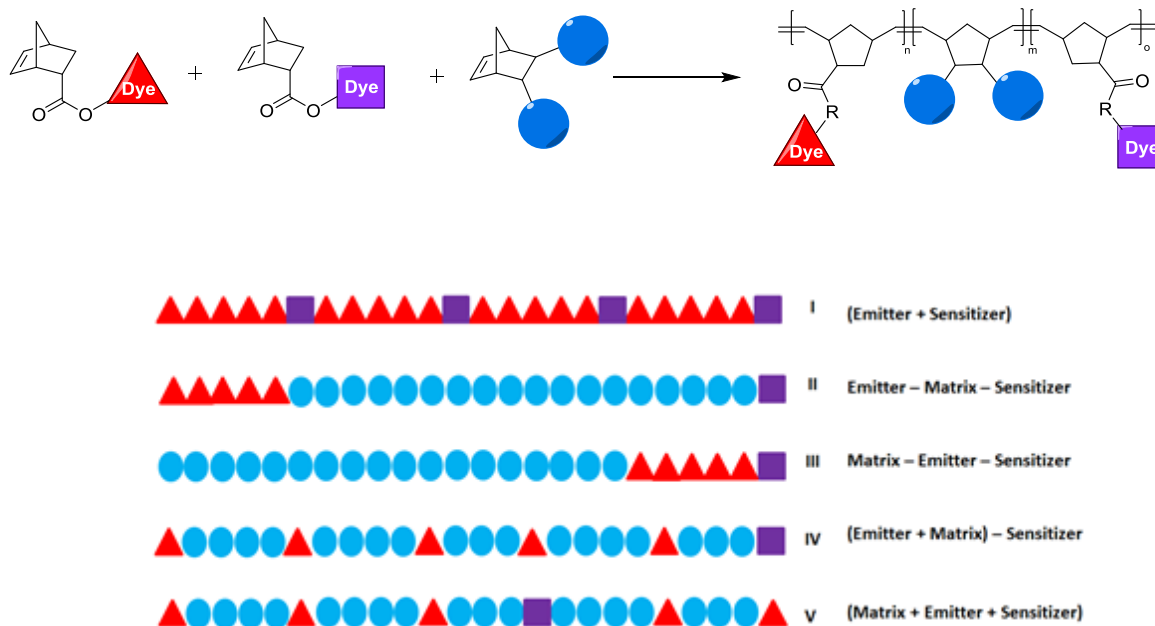 Dye
+
O
O
+
Dye
O
O
n
m
o
O
R
Dye
O
R
Dye
I (Emitter + Sensitizer)
II Emitter – Matrix – Sensitizer
III Matrix – Emitter – Sensitizer
IV (Emitter + Matrix) – Sensitizer
V (Matrix + Emitter + Sensitizer)